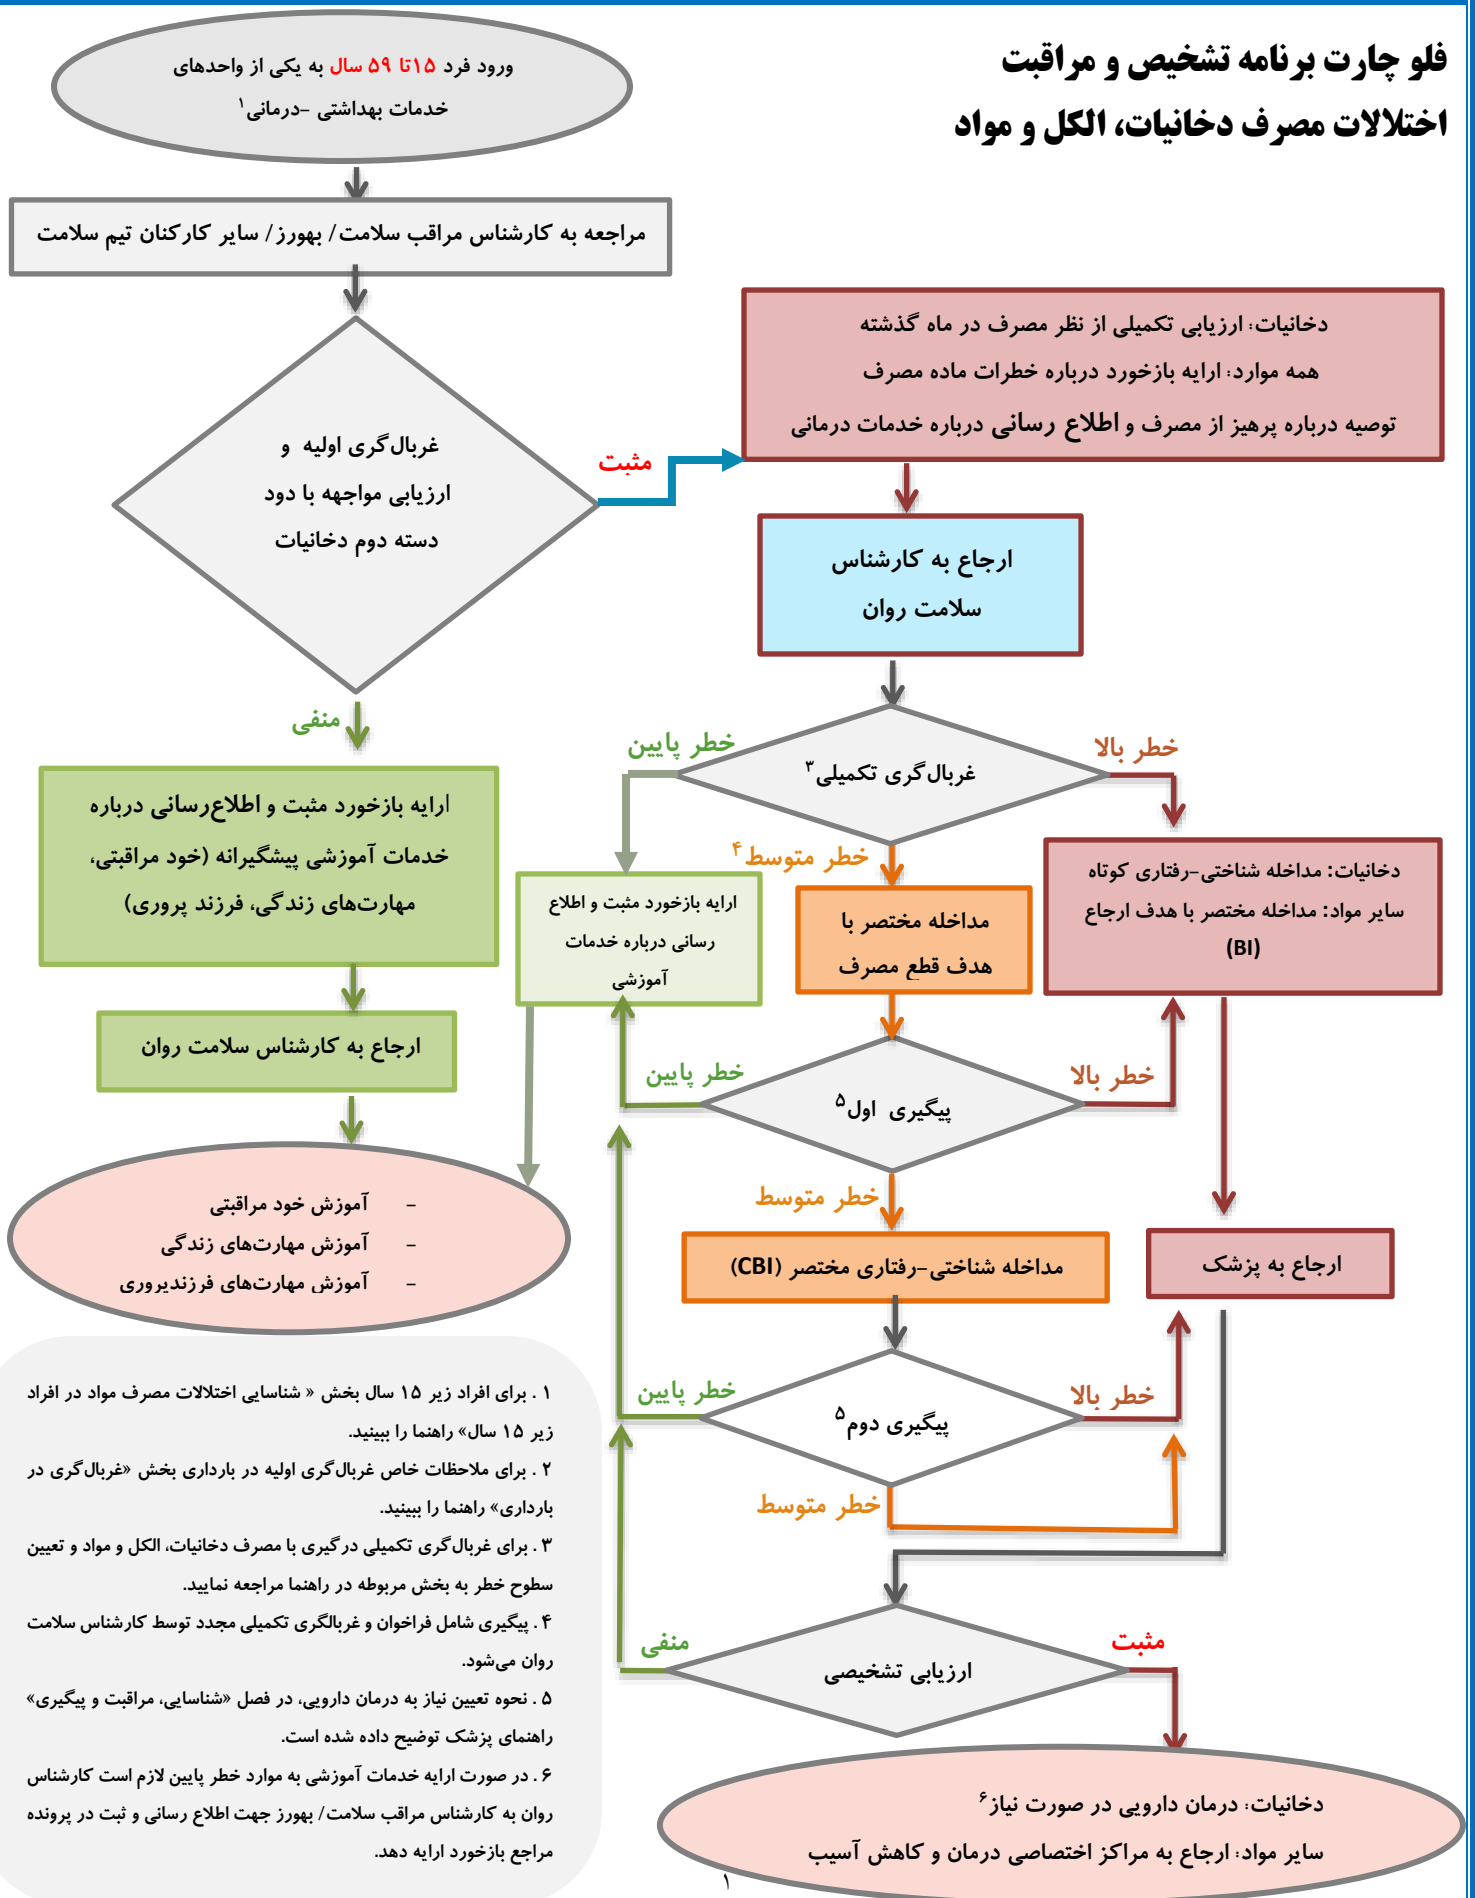 فلو چارت برنامه تشخیص و مراقبت
اختلالات مصرف دخانیات، الکل و مواد
ورود فرد ۱۵تا ۵۹ سال به یکی از واحدهای
خدمات بهداشتی -درمانی۱
مراجعه به کارشناس مراقب سلامت/ بهورز/ سایر کارکنان تیم سلامت
غربال‌گری اولیه و
ارزیابی مواجهه با دود
دسته دوم دخانیات
مثبت
دخانیات: ارزیابی تکمیلی از نظر مصرف در ماه گذشته
همه موارد: ارایه بازخورد درباره خطرات ماده مصرف
توصیه درباره پرهیز از مصرف و اطلاع رسانی درباره خدمات درمانی
ارجاع به کارشناس
سلامت روان
منفی
ارایه بازخورد مثبت و اطلاع‌رسانی درباره
خدمات آموزشی پیشگیرانه (خود مراقبتی،
مهارت‌های زندگی، فرزند پروری)
ارجاع به کارشناس سلامت روان
- آموزش خود مراقبتی
- آموزش مهارت‌های زندگی
- آموزش مهارت‌های فرزندپروری
غربال‌گری تکمیلی۳
خطر پایین
خطر بالا
خطر متوسط۴
ارایه بازخورد مثبت و اطلاع
رسانی درباره خدمات
آموزشی
مداخله مختصر با
هدف قطع مصرف
دخانیات: مداخله شناختی-رفتاری کوتاه
سایر مواد: مداخله مختصر با هدف ارجاع
(BI)
پیگیری اول۵
خطر پایین
خطر بالا
خطر متوسط
مداخله شناختی-رفتاری مختصر (CBI)
ارجاع به پزشک
پیگیری دوم۵
خطر پایین
خطر بالا
خطر متوسط
ارزیابی تشخیصی
منفی
مثبت
دخانیات: درمان دارویی در صورت نیاز۶
سایر مواد: ارجاع به مراکز اختصاصی درمان و کاهش آسیب
۱ . برای افراد زیر ۱۵ سال بخش « شناسایی اختلالات مصرف مواد در افراد
زیر ۱۵ سال» راهنما را ببینید.
۲ . برای ملاحظات خاص غربال‌گری اولیه در بارداری بخش «غربال‌گری در
بارداری» راهنما را ببینید.
۳ . برای غربال‌گری تکمیلی درگیری با مصرف دخانیات، الکل و مواد و تعیین
سطوح خطر به بخش مربوطه در راهنما مراجعه نمایید.
۴ . پیگیری شامل فراخوان و غربالگری تکمیلی مجدد توسط کارشناس سلامت
روان می‌شود.
۵ . نحوه تعیین نیاز به درمان دارویی، در فصل «شناسایی، مراقبت و پیگیری»
راهنمای پزشک توضیح داده شده است.
۶ . در صورت ارایه خدمات آموزشی به موارد خطر پایین لازم است کارشناس
روان به کارشناس مراقب سلامت/ بهورز جهت اطلاع رسانی و ثبت در پرونده
مراجع بازخورد ارایه دهد.
۱